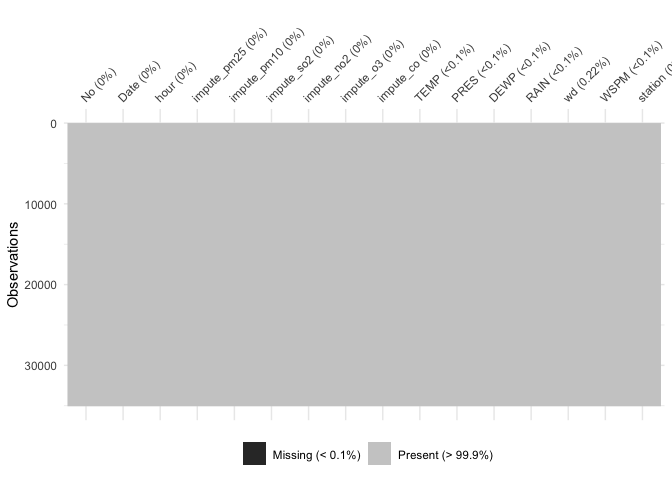 No (0%)
Date (0%)
hour (0%)
impute_pm25 (0%)
impute_pm10 (0%)
impute_so2 (0%)
impute_no2 (0%)
impute_o3 (0%)
impute_co (0%)
TEMP (<0.1%)
PRES (<0.1%)
DEWP (<0.1%)
RAIN (<0.1%)
wd (0.22%)
WSPM (<0.1%)
station (0
0
10000
20000
30000
Observations
Missing (< 0.1%)
Present (> 99.9%)